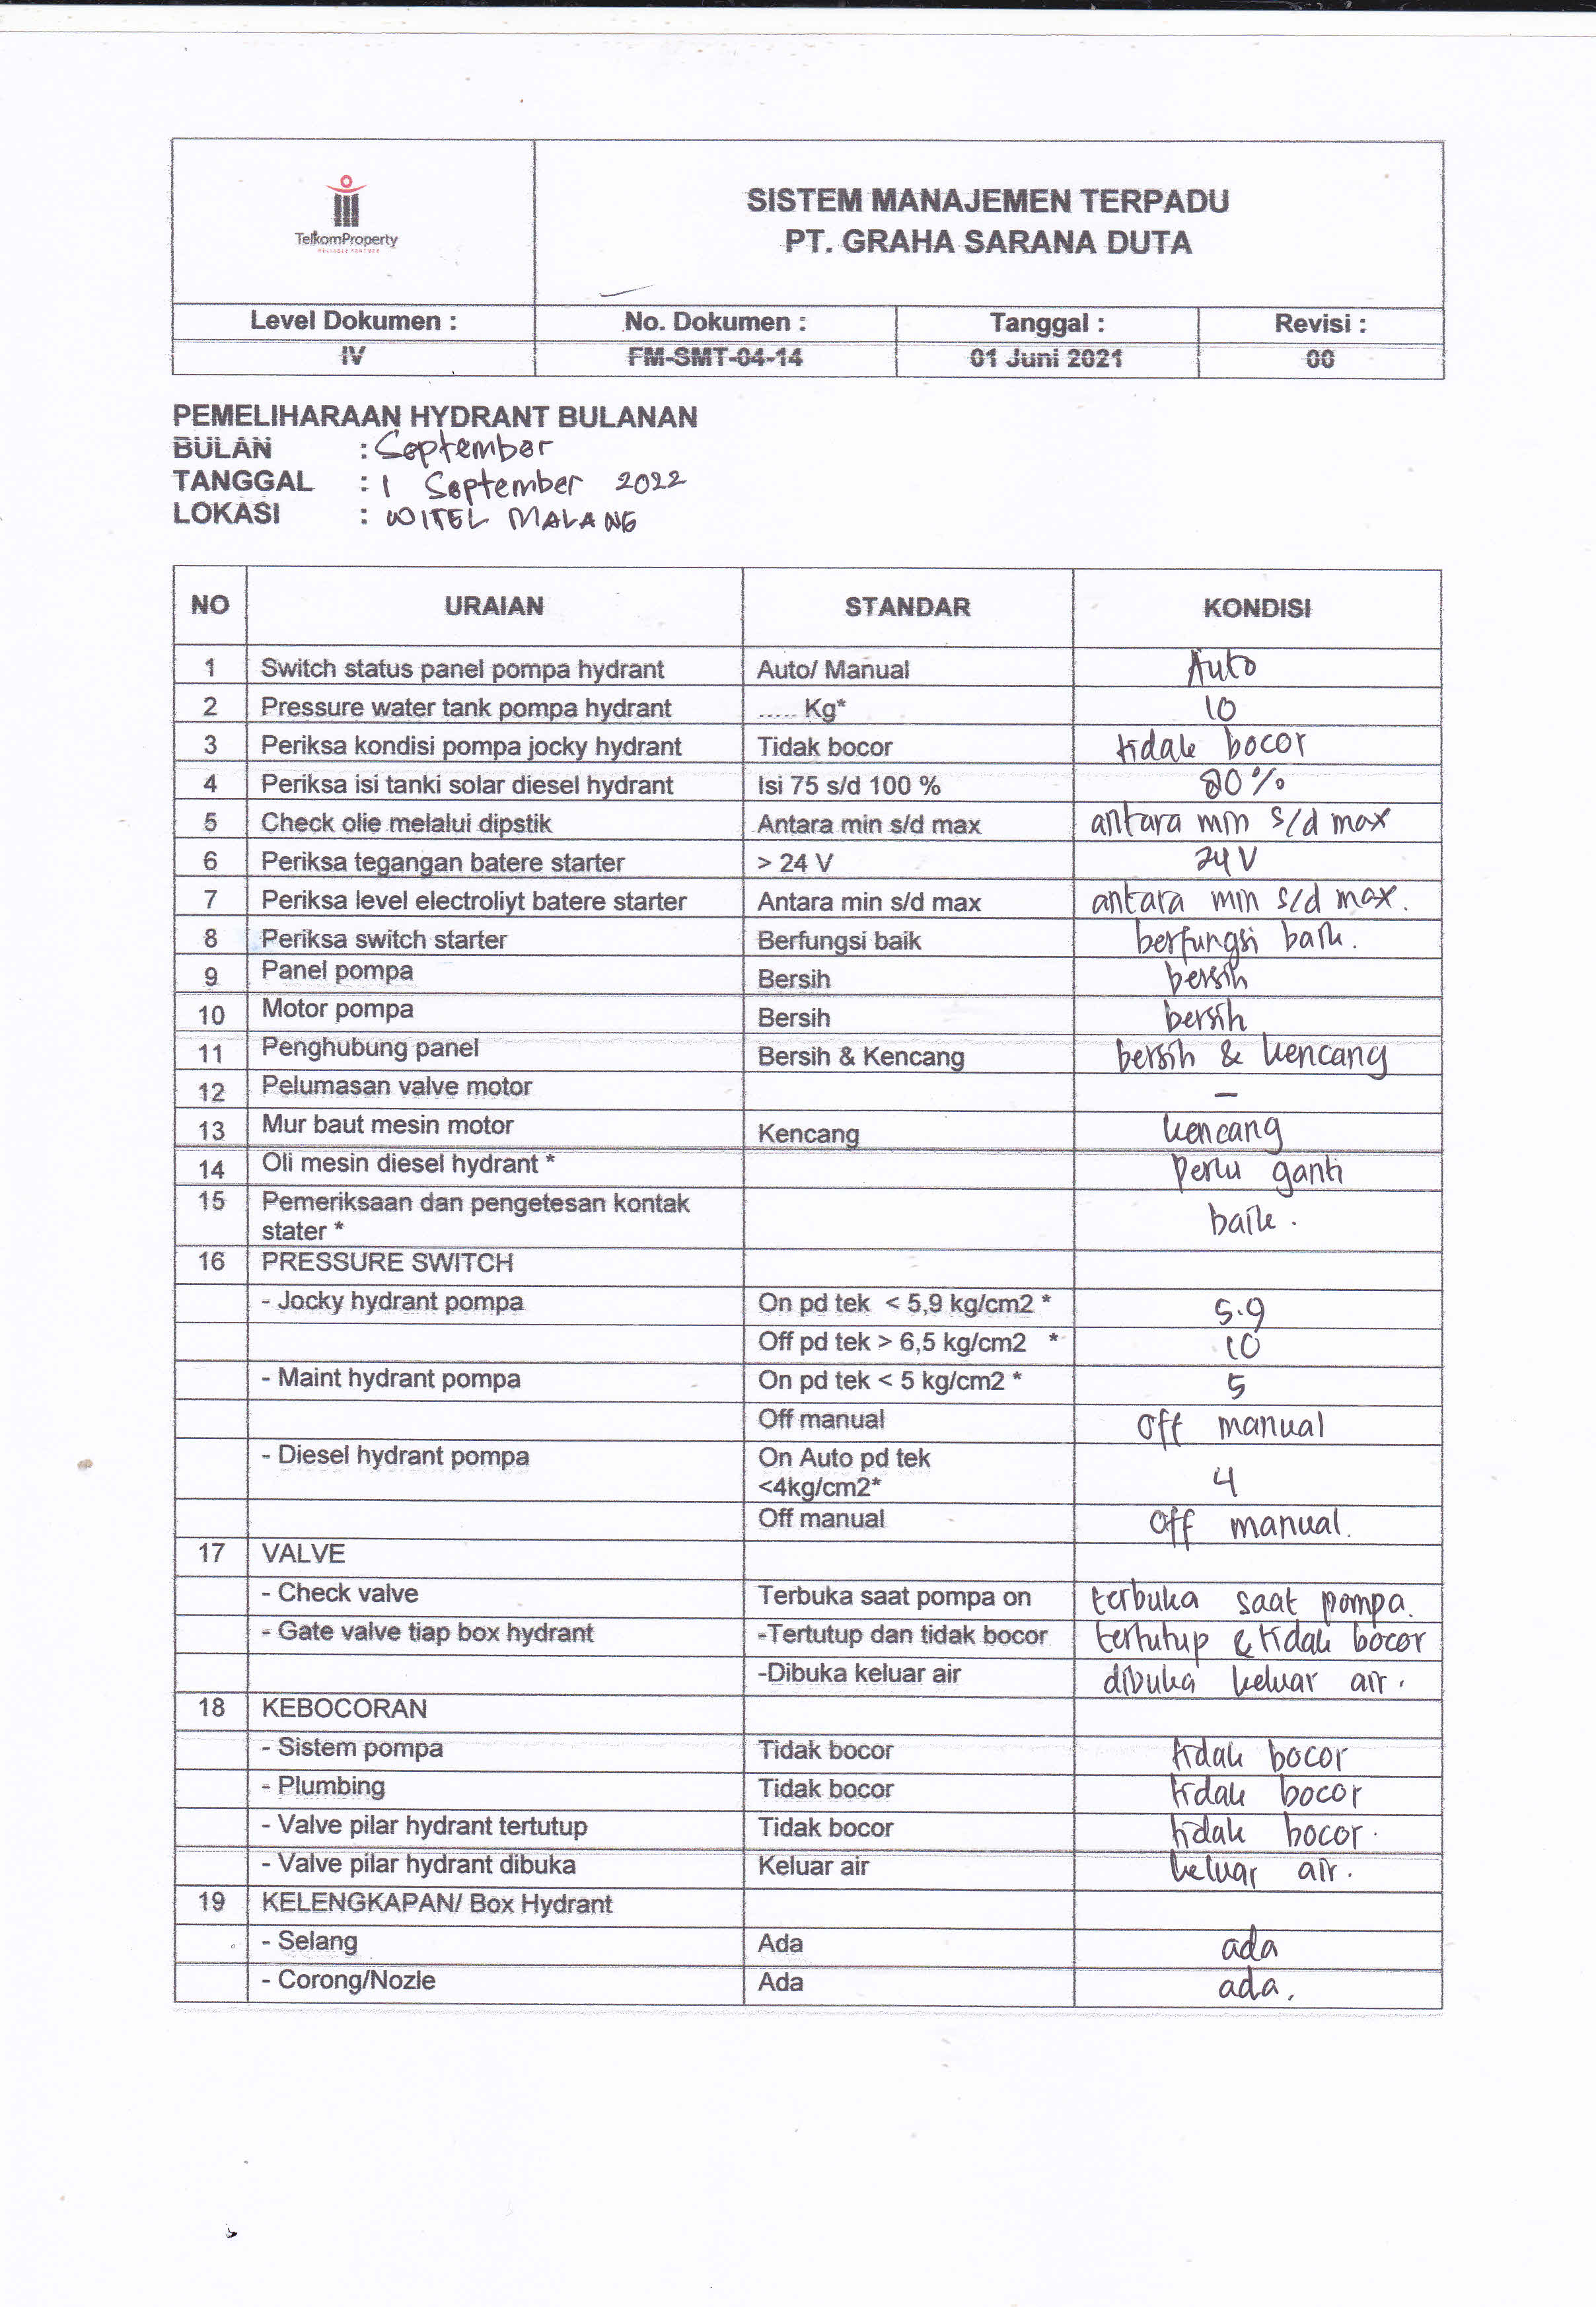 TelkomProperty
SISTEM MANAJEMEN TERPADU
PT. GRAHA SARANA DUTA
Level Dokumen : No. Dokumen : Tanggal : Revisi :
IV FM-SMT-04-14 01 Juni 2021 00
PEMELIHARAAN HYDRANT BULANAN
BULAN : September
TANGGAL : 1 September 2022
LOKASI : WITEL MALANG
NO URAIAN STANDAR KONDISI
1 Switch status panel pompa hydrant Auto/ Manual Auto
2 Pressure water tank pompa hydrant ..... Kg* 10
3 Periksa kondisi pompa jocky hydrant Tidak bocor tidak bocor
4 Periksa isi tanki solar diesel hydrant Isi 75 s/d 100 % 80%
5 Check olie melalui dipstik Antara min s/d max antara min s/d max
6 Periksa tegangan batere starter > 24 V 24 V
7 Periksa level electroliyt batere starter Antara min s/d max antara min s/d max.
8 Periksa switch starter Berfungsi baik berfungsi baik.
9 Panel pompa Bersih bersih
10 Motor pompa Bersih bersih
11 Penghubung panel Bersih & Kencang bersih & kencang
12 Pelumasan valve motor –
13 Mur baut mesin motor Kencang kencang
14 Oli mesin diesel hydrant * Perlu ganti
15 Pemeriksaan dan pengetesan kontak baik.
stater *
16 PRESSURE SWITCH
- Jocky hydrant pompa On pd tek < 5,9 kg/cm2 * 5.9
Off pd tek > 6,5 kg/cm2 * 10
- Maint hydrant pompa On pd tek < 5 kg/cm2 * 5
Off manual Off manual
- Diesel hydrant pompa On Auto pd tek
<4kg/cm2* 4
Off manual Off manual.
17 VALVE
- Check valve Terbuka saat pompa on terbuka saat pompa.
- Gate valve tiap box hydrant -Tertutup dan tidak bocor tertutup & tidak bocor
-Dibuka keluar air dibuka keluar air.
18 KEBOCORAN
- Sistem pompa Tidak bocor tidak bocor
- Plumbing Tidak bocor tidak bocor
- Valve pilar hydrant tertutup Tidak bocor tidak bocor.
- Valve pilar hydrant dibuka Keluar air keluar air.
19 KELENGKAPAN/ Box Hydrant
- Selang Ada ada
- Corong/Nozle Ada ada.